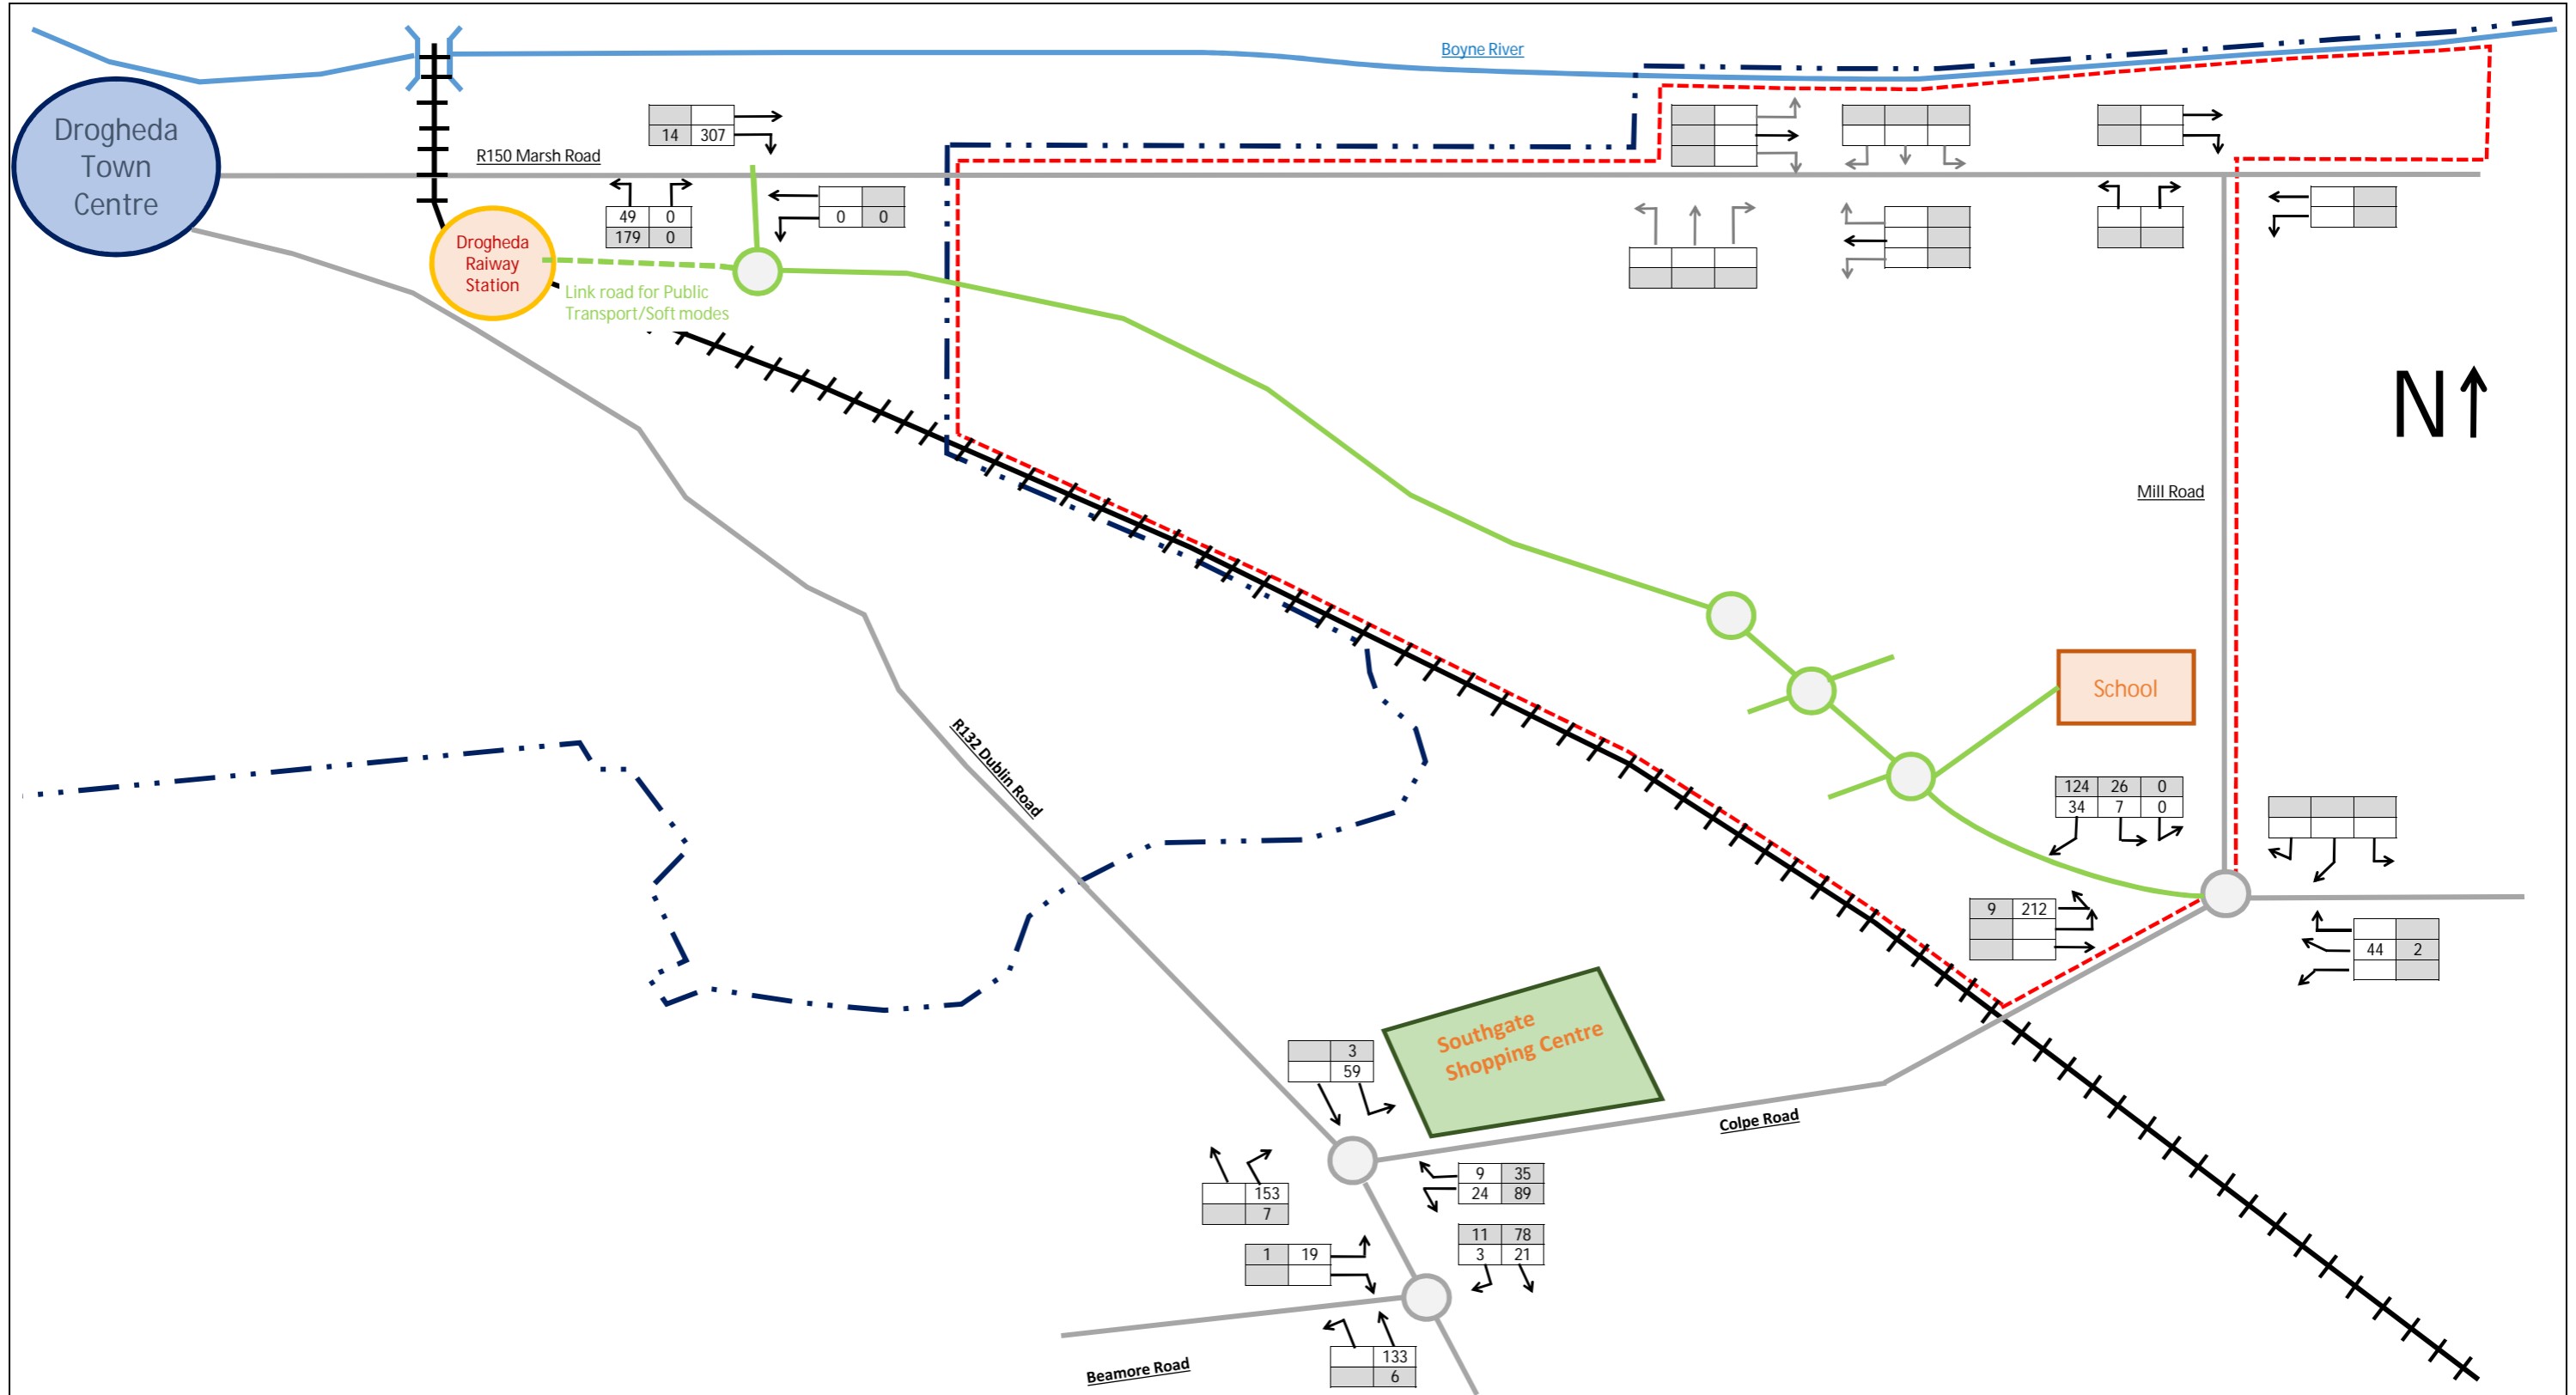 Boyne River
Drogheda
Town
Centre
R150 Marsh Road
14 307
49 0
179 0
0 0
Drogheda
Raiway
Station
Link road for Public
Transport/Soft modes
N
Mill Road
School
R132 Dublin Road
124 26 0
34 7 0
9 212
44 2
Southgate
Shopping Centre
3
59
Colpe Road
153
7
9 35
24 89
11 78
3 21
1 19
133
6
Beamore Road